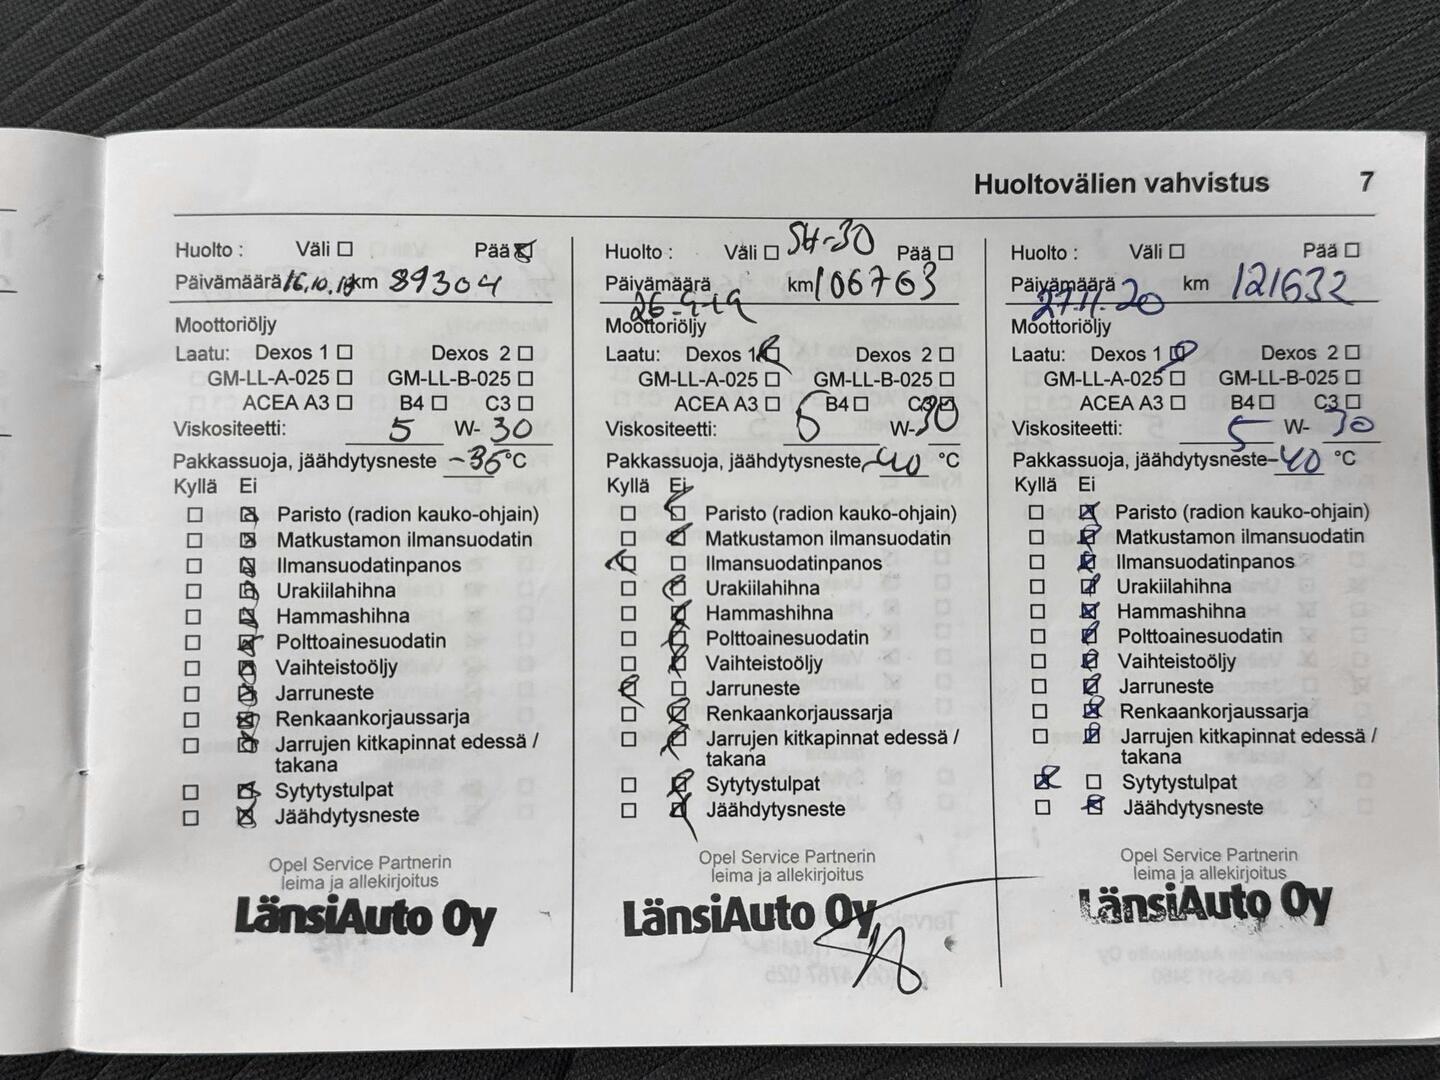 Huoltovälien vahvistus 7
Huolto : Väli Pää
Päivämäärä 16.10.18 km 89304
Moottoriöljy
Laatu: Dexos 1 Dexos 2
GM-LL-A-025 GM-LL-B-025
ACEA A3 B4 C3
Viskositeetti: 5 W- 30
Pakkassuoja, jäähdytysneste -35 °C
Kyllä Ei
Paristo (radion kauko-ohjain)
Matkustamon ilmansuodatin
Ilmansuodatinpanos
Urakiilahihna
Hammashihna
Polttoainesuodatin
Vaihteistoöljy
Jarruneste
Renkaankorjaussarja
Jarrujen kitkapinnat edessä /
takana
Sytytystulpat
Jäähdytysneste
Opel Service Partnerin
leima ja allekirjoitus
LänsiAuto Oy
Huolto : Väli Pää
Päivämäärä km 106763
26-9-19
Moottoriöljy
Laatu: Dexos 1 Dexos 2
GM-LL-A-025 GM-LL-B-025
ACEA A3 B4 C3
Viskositeetti: 5 W- 30
Pakkassuoja, jäähdytysneste -40 °C
Kyllä Ei
Paristo (radion kauko-ohjain)
Matkustamon ilmansuodatin
Ilmansuodatinpanos
Urakiilahihna
Hammashihna
Polttoainesuodatin
Vaihteistoöljy
Jarruneste
Renkaankorjaussarja
Jarrujen kitkapinnat edessä /
takana
Sytytystulpat
Jäähdytysneste
Opel Service Partnerin
leima ja allekirjoitus
LänsiAuto Oy
Huolto : Väli Pää
Päivämäärä km 121632
27.11.20
Moottoriöljy
Laatu: Dexos 1 Dexos 2
GM-LL-A-025 GM-LL-B-025
ACEA A3 B4 C3
Viskositeetti: 5 W- 30
Pakkassuoja, jäähdytysneste -40 °C
Kyllä Ei
Paristo (radion kauko-ohjain)
Matkustamon ilmansuodatin
Ilmansuodatinpanos
Urakiilahihna
Hammashihna
Polttoainesuodatin
Vaihteistoöljy
Jarruneste
Renkaankorjaussarja
Jarrujen kitkapinnat edessä /
takana
Sytytystulpat
Jäähdytysneste
Opel Service Partnerin
leima ja allekirjoitus
LänsiAuto Oy